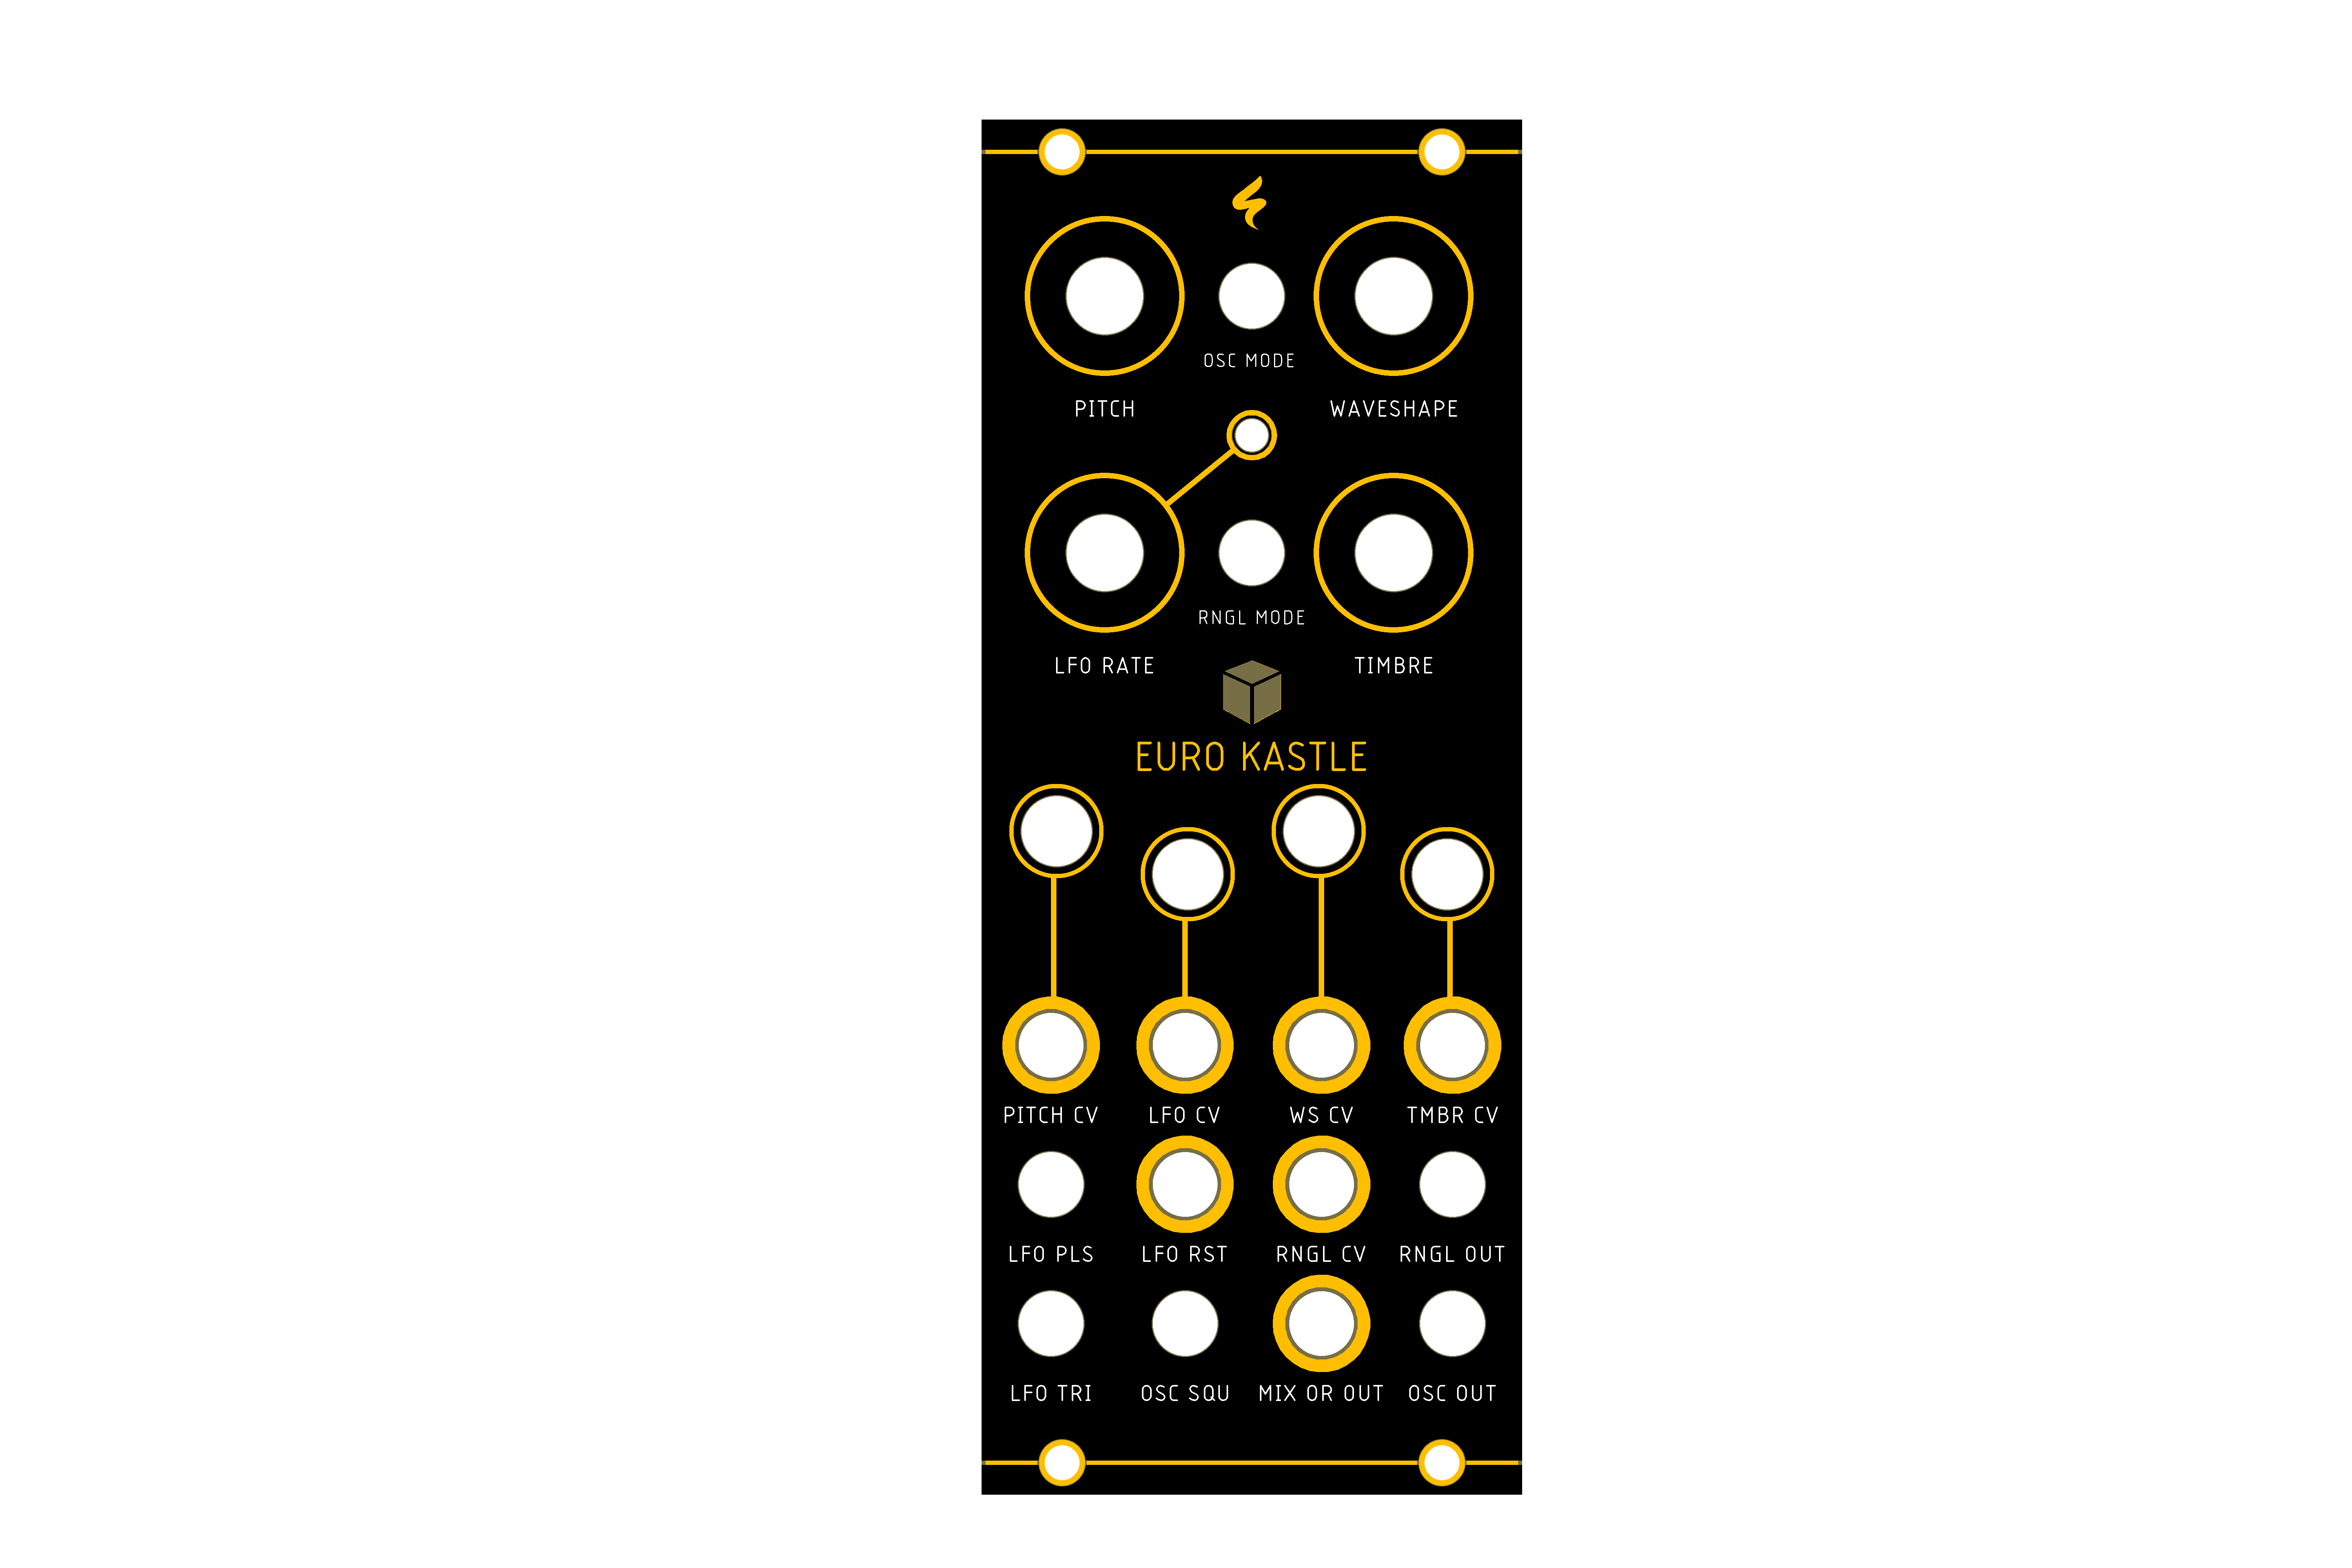 OSC MODE
PITCH
WAVESHAPE
RNGL MODE
LFO RATE
TIMBRE
EURO KASTLE
PITCH CV
LFO CV
WS CV
TMBR CV
LFO PLS
LFO RST
RNGL CV
RNGL OUT
LFO TRI
OSC SQU
MIX OR OUT
OSC OUT